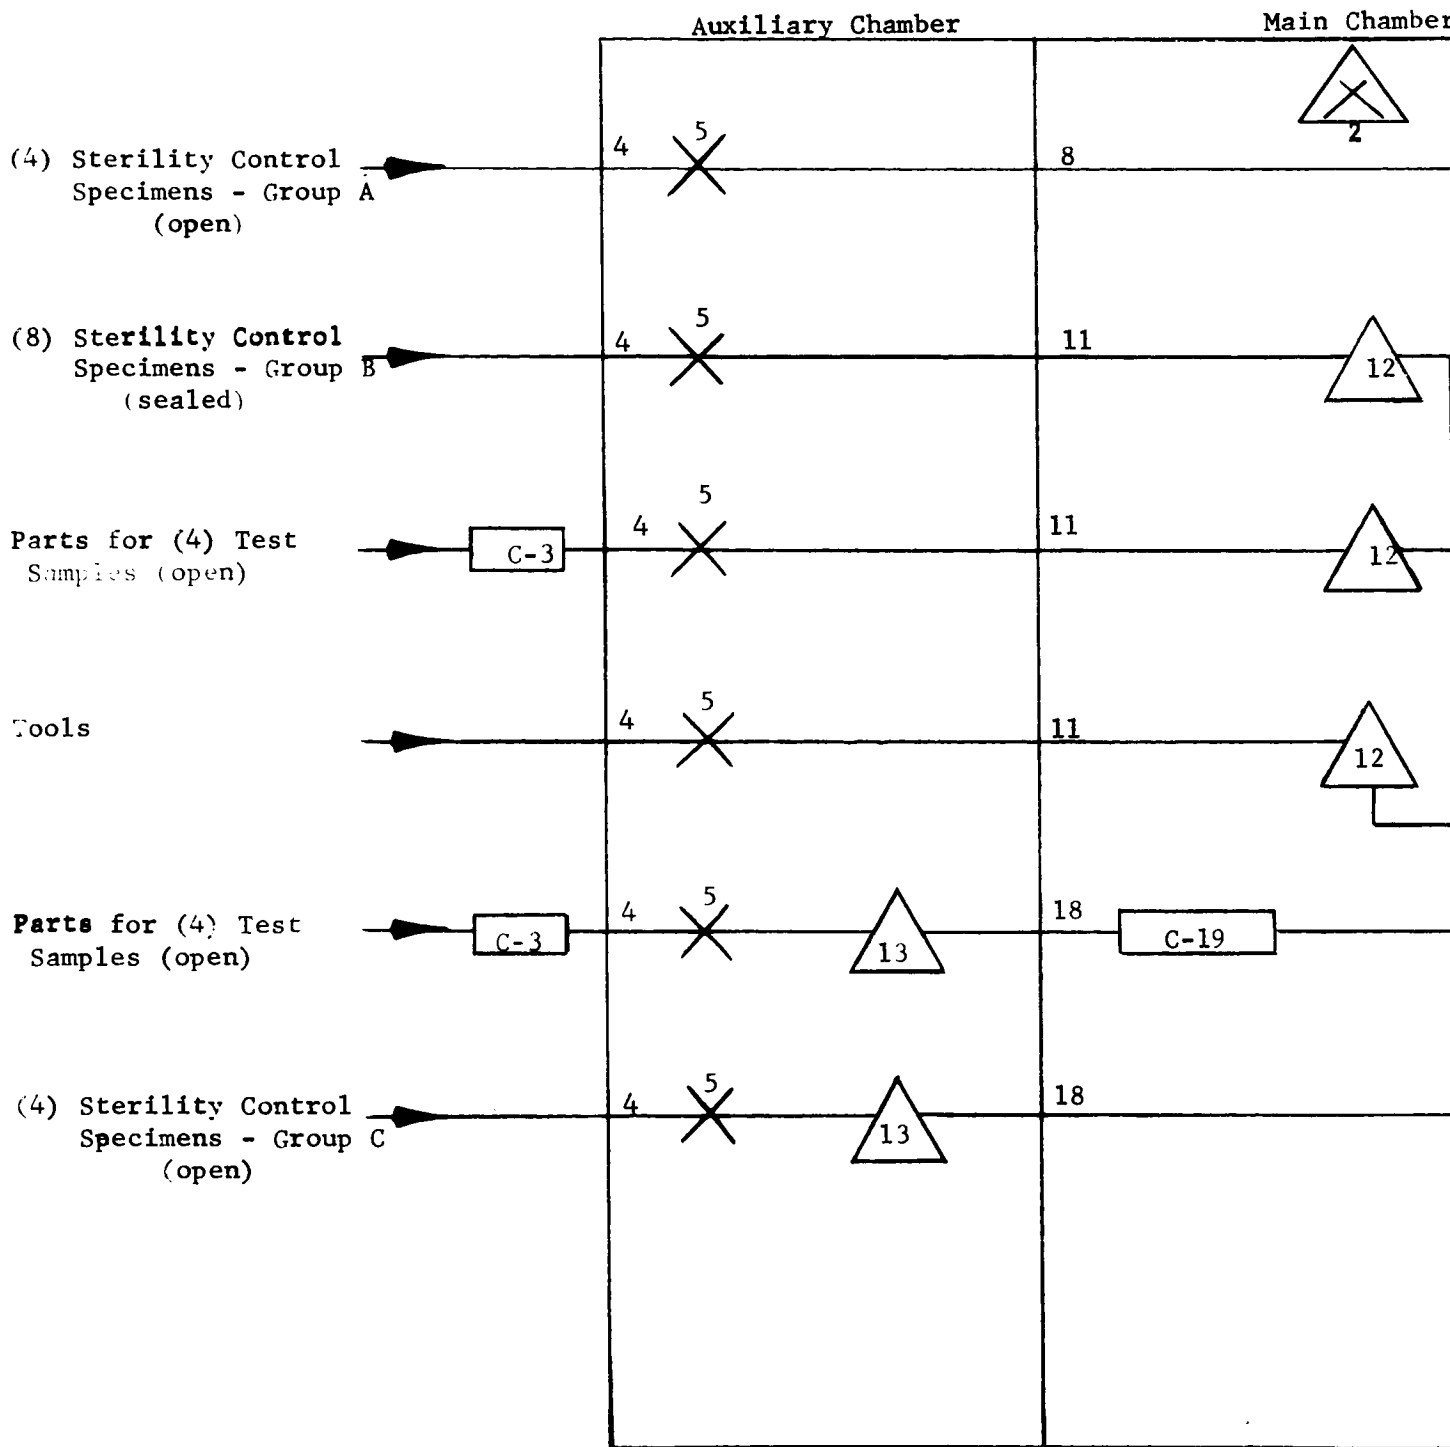 Auxiliary Chamber
Main Chamber
2
(4) Sterility Control
Specimens - Group A
(open)
4
5
8
(8) Sterility Control
Specimens - Group B
(sealed)
4
5
11
12
Parts for (4) Test
Samples (open)
C-3
4
5
11
12
Tools
4
5
11
12
Parts for (4) Test
Samples (open)
C-3
4
5
13
18
C-19
(4) Sterility Control
Specimens - Group C
(open)
4
5
13
18